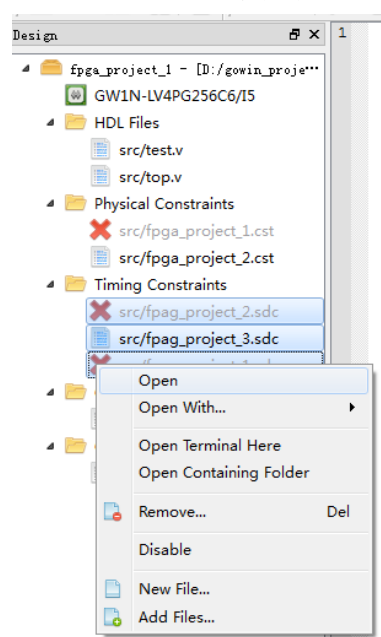 Design
1
fpga_project_1 - [D:/gowin_proje…
GW1N-LV4PG256C6/I5
HDL Files
src/test.v
src/top.v
Physical Constraints
src/fpga_project_1.cst
src/fpga_project_2.cst
Timing Constraints
src/fpag_project_2.sdc
src/fpag_project_3.sdc
Open
Open With...
Open Terminal Here
Open Containing Folder
Remove... Del
Disable
New File...
Add Files...